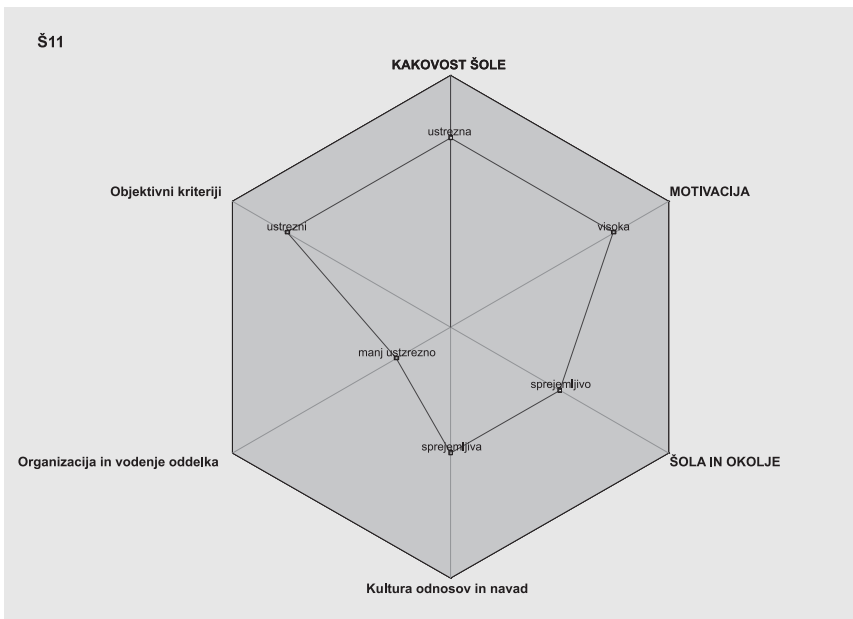 Š11
KAKOVOST ŠOLE
ustrezna
Objektivni kriteriji
MOTIVACIJA
ustrezni
visoka
manj ustzrezno
sprejemljivo
sprejemljiva
Organizacija in vodenje oddelka
ŠOLA IN OKOLJE
Kultura odnosov in navad